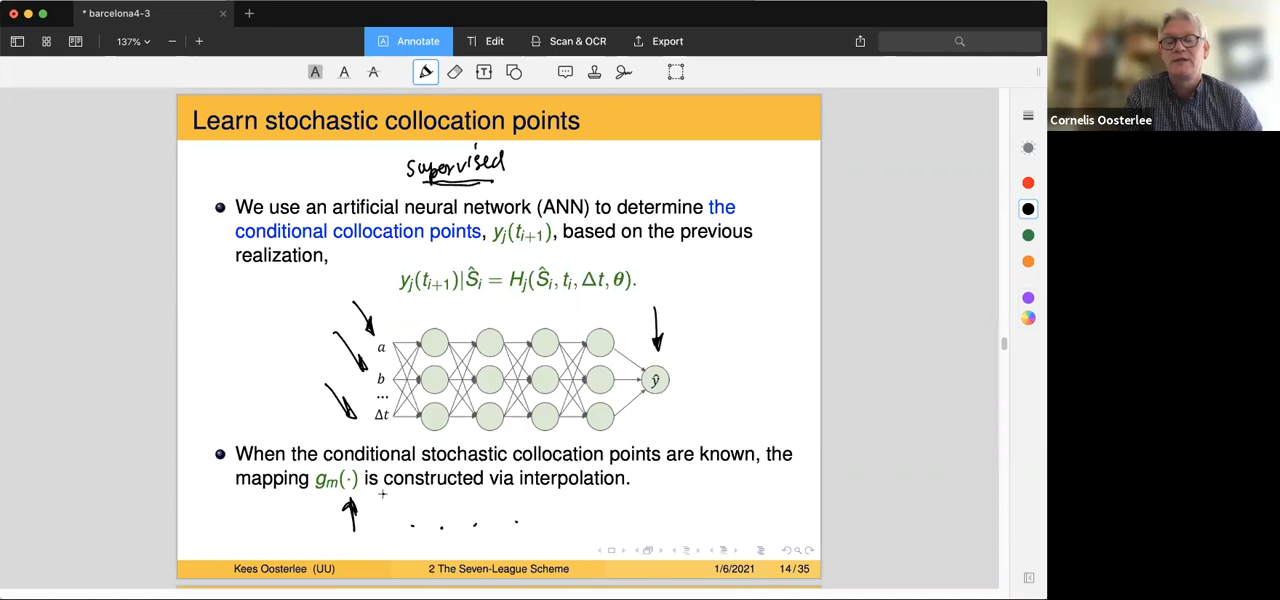 * barcelona4-3
137%
Annotate
Edit
Scan & OCR
Export
Cornelis Oosterlee
Learn stochastic collocation points
supervised
We use an artificial neural network (ANN) to determine the
conditional collocation points, yⱼ(tᵢ₊₁), based on the previous
realization,
yⱼ(tᵢ₊₁)|Ŝᵢ = Hⱼ(Ŝᵢ, tᵢ, Δt, θ).
a
b
...
Δt
ŷ
When the conditional stochastic collocation points are known, the
mapping gₘ(·) is constructed via interpolation.
Kees Oosterlee (UU)
2 The Seven-League Scheme
1/6/2021
14 / 35